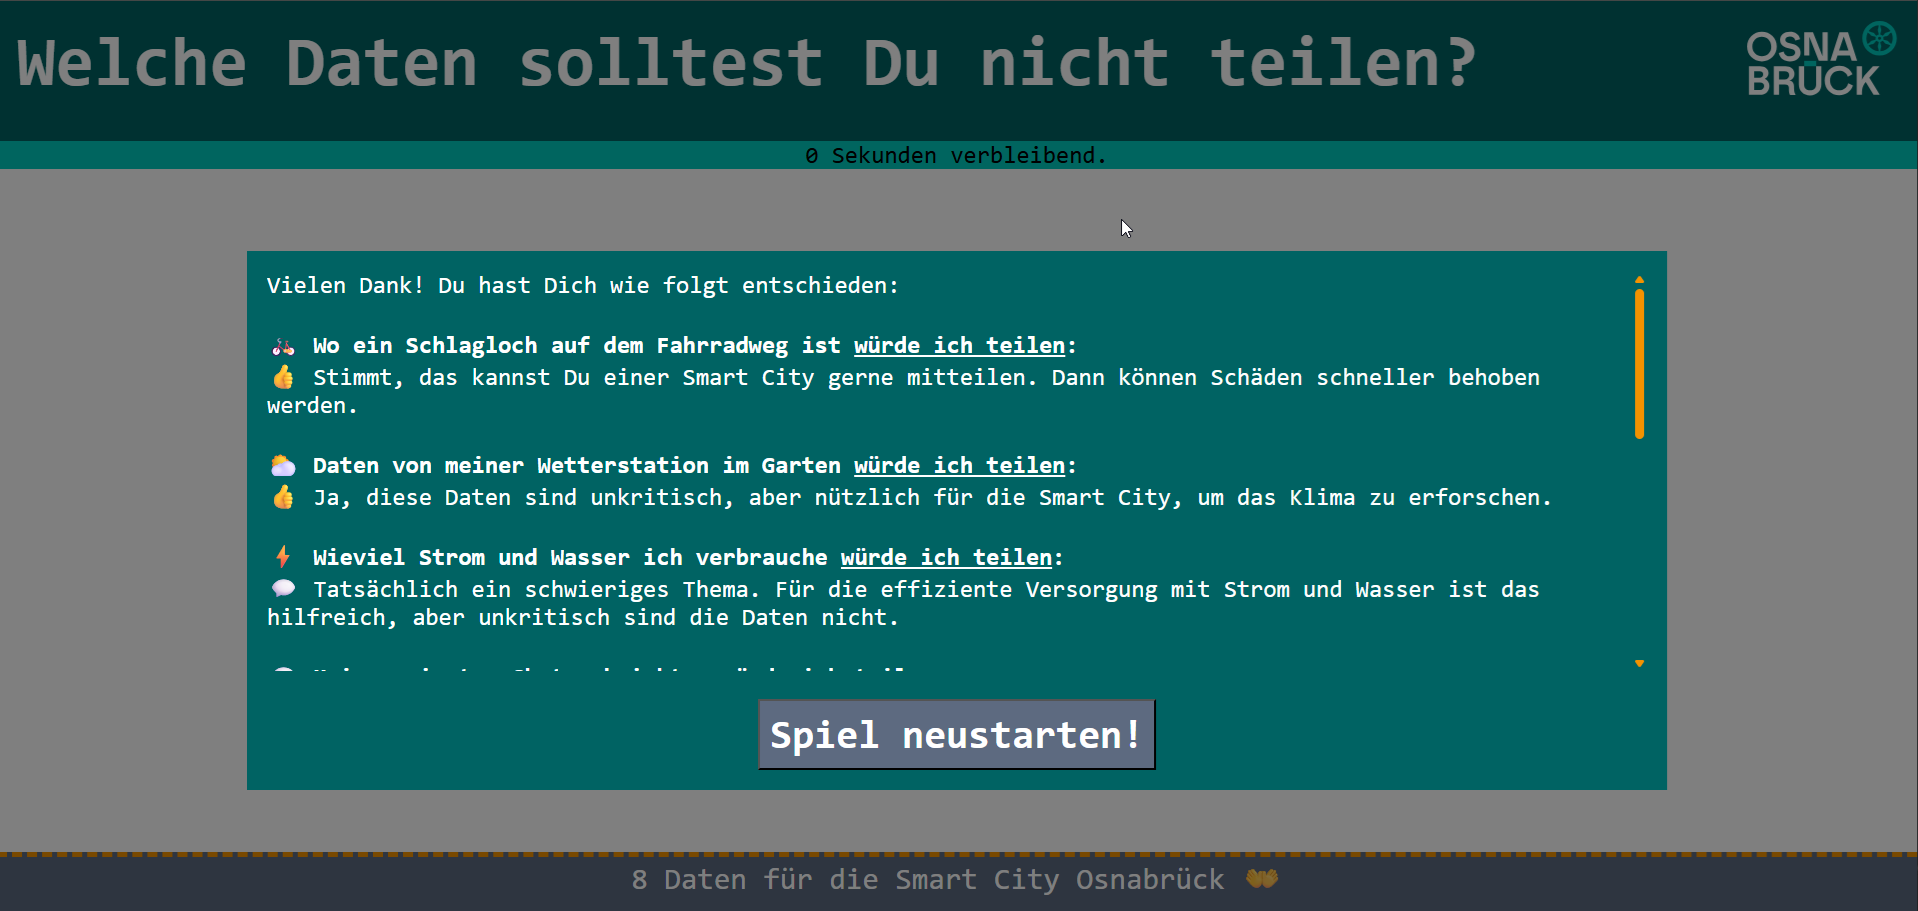 Welche Daten solltest Du nicht teilen?
OSNA
BRÜCK
0 Sekunden verbleibend.
Vielen Dank! Du hast Dich wie folgt entschieden:
Wo ein Schlagloch auf dem Fahrradweg ist würde ich teilen:
Stimmt, das kannst Du einer Smart City gerne mitteilen. Dann können Schäden schneller behoben
werden.
Daten von meiner Wetterstation im Garten würde ich teilen:
Ja, diese Daten sind unkritisch, aber nützlich für die Smart City, um das Klima zu erforschen.
Wieviel Strom und Wasser ich verbrauche würde ich teilen:
Tatsächlich ein schwieriges Thema. Für die effiziente Versorgung mit Strom und Wasser ist das
hilfreich, aber unkritisch sind die Daten nicht.
Spiel neustarten!
8 Daten für die Smart City Osnabrück